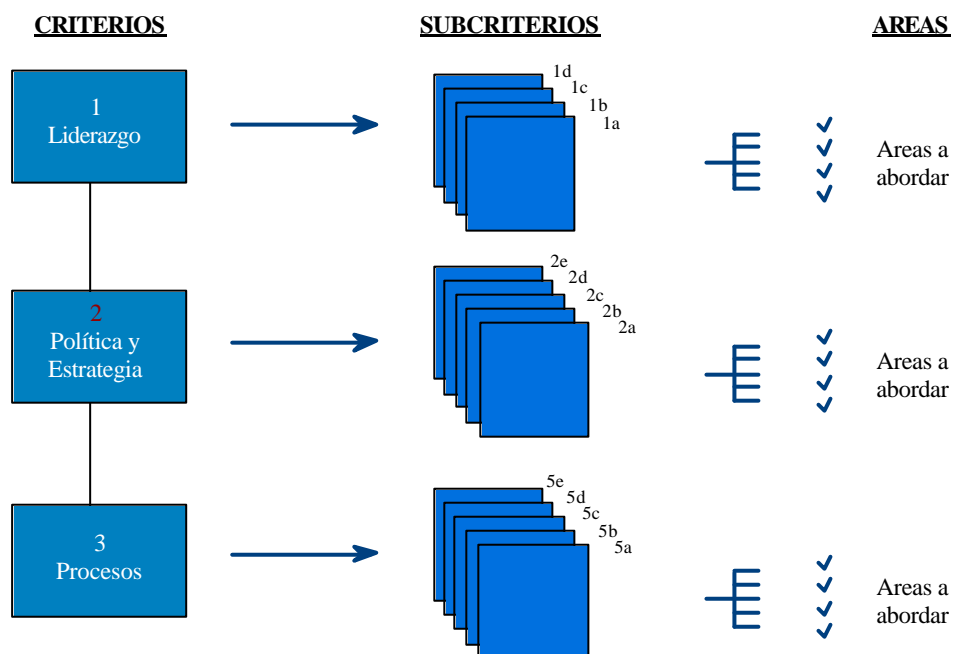 CRITERIOS
SUBCRITERIOS
AREAS
1
Liderazgo
1d
1c
1b
1a
Areas a
abordar
2
Política y
Estrategia
2e
2d
2c
2b
2a
Areas a
abordar
3
Procesos
5e
5d
5c
5b
5a
Areas a
abordar